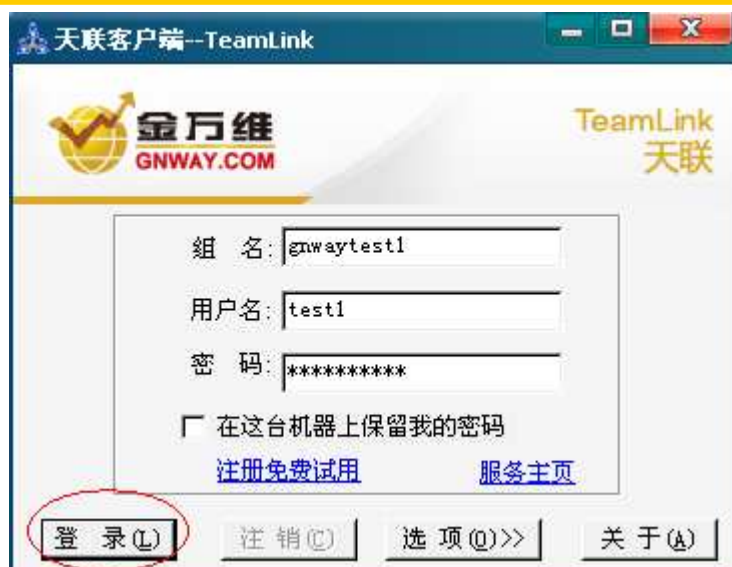 天联客户端--TeamLink
金万维
GNWAY.COM
TeamLink
天联
组 名: gnwaytest1
用户名: test1
密 码: **********
在这台机器上保留我的密码
注册免费试用 服务主页
登 录(L) 注 销(C) 选 项(O)>> 关 于(A)